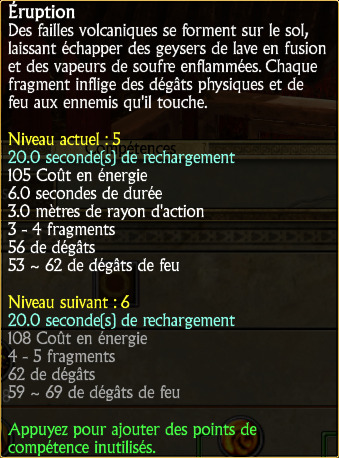 Éruption
Des failles volcaniques se forment sur le sol,
laissant échapper des geysers de lave en fusion
et des vapeurs de soufre enflammées. Chaque
fragment inflige des dégâts physiques et de
feu aux ennemis qu'il touche.
Niveau actuel : 5
Compétences
20.0 seconde(s) de rechargement
105 Coût en énergie
6.0 secondes de durée
3.0 mètres de rayon d'action
3 - 4 fragments
56 de dégâts
53 ~ 62 de dégâts de feu
Niveau suivant : 6
20.0 seconde(s) de rechargement
108 Coût en énergie
4 - 5 fragments
62 de dégâts
59 ~ 69 de dégâts de feu
Appuyez pour ajouter des points de
compétence inutilisés.